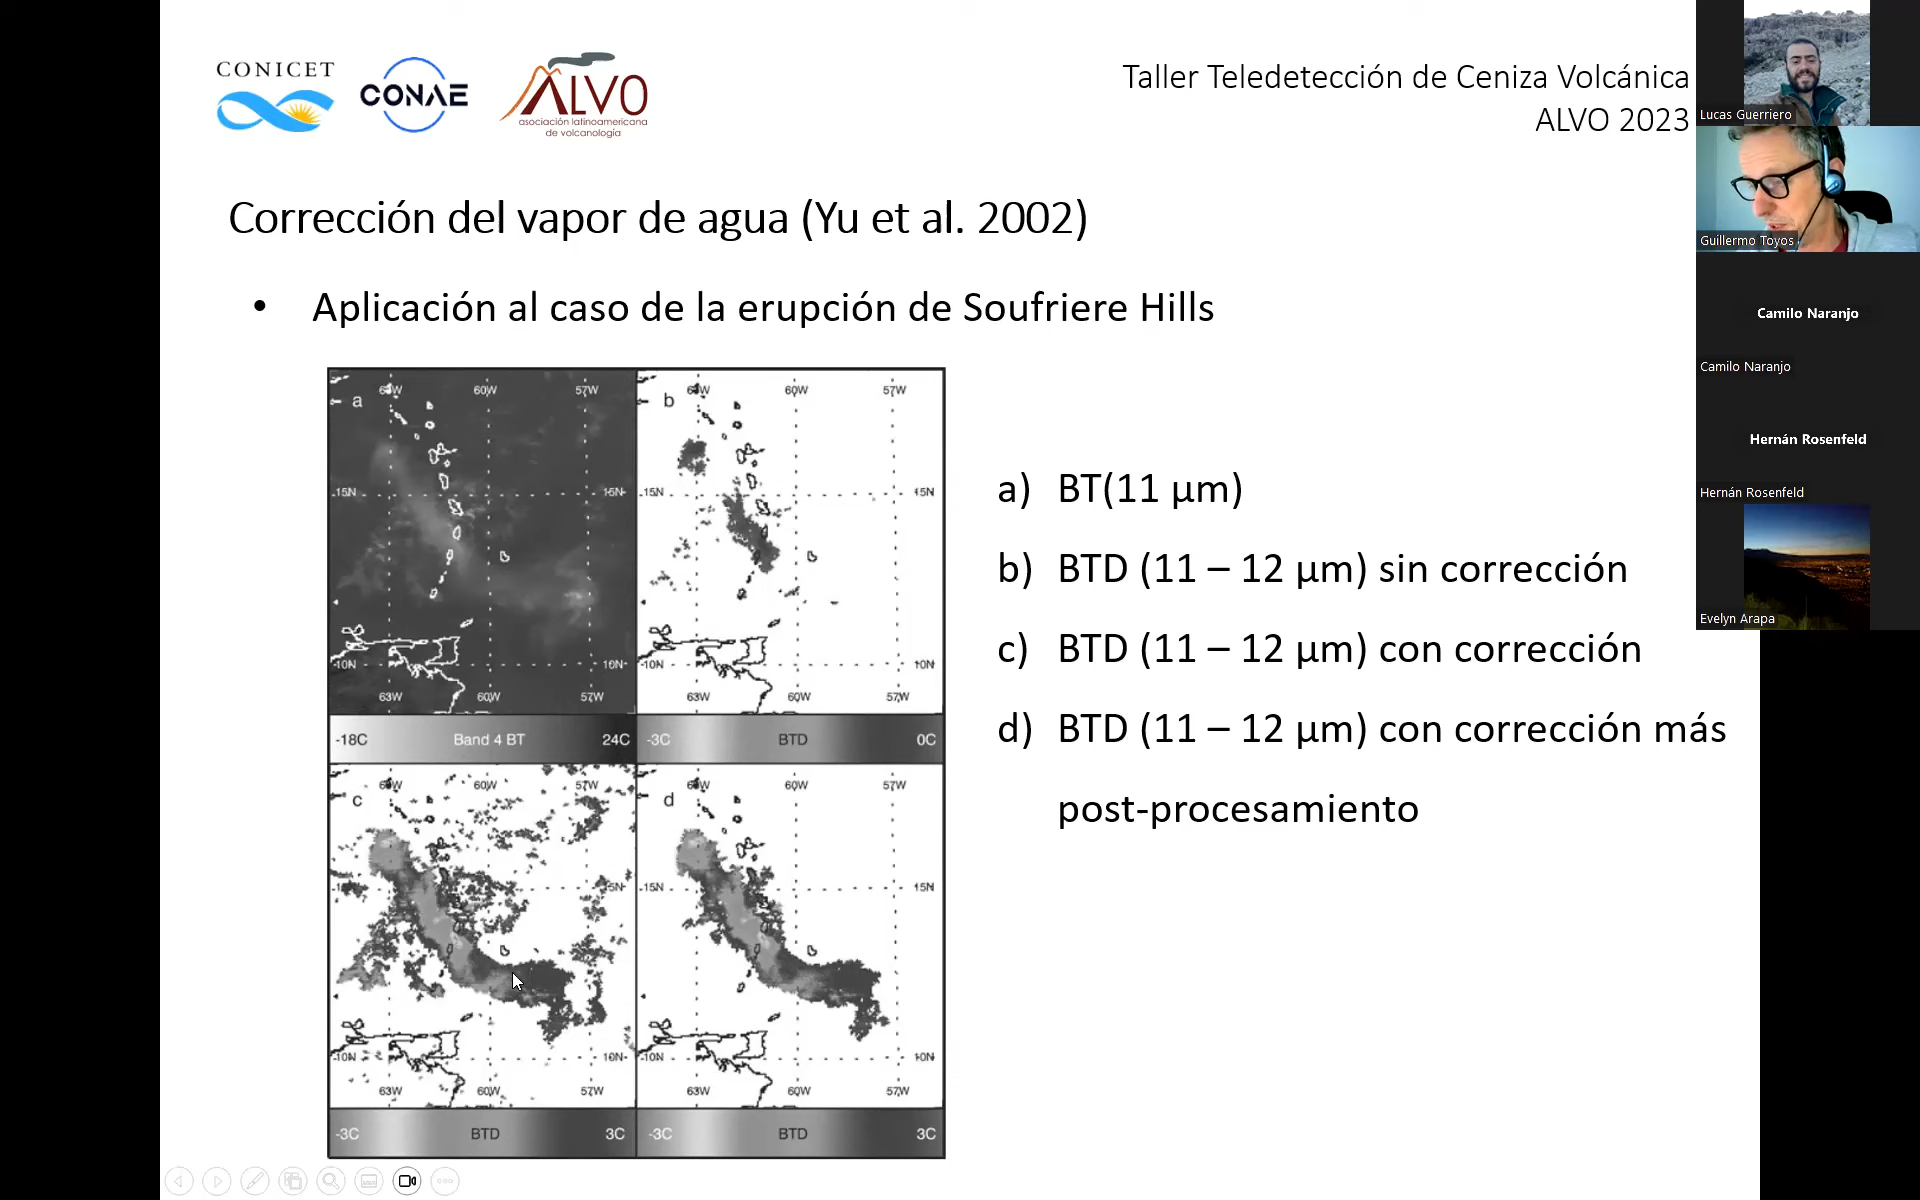 CONICET
CONAE
ALVO
asociación latinoamericana
de volcanología
Taller Teledetección de Ceniza Volcánica
ALVO 2023
Corrección del vapor de agua (Yu et al. 2002)
• Aplicación al caso de la erupción de Soufriere Hills
a
60W
57W
15N
15N
10N
10N
63W
60W
57W
-18C
Band 4 BT
24C
b
60W
57W
15N
15N
10N
10N
63W
60W
57W
-3C
BTD
0C
c
60W
57W
15N
10N
10N
63W
60W
57W
-3C
BTD
3C
d
60W
57W
15N
15N
10N
10N
63W
60W
57W
-3C
BTD
3C
a) BT(11 µm)
b) BTD (11 – 12 µm) sin corrección
c) BTD (11 – 12 µm) con corrección
d) BTD (11 – 12 µm) con corrección más
post-procesamiento
Lucas Guerriero
Guillermo Toyos
Camilo Naranjo
Camilo Naranjo
Hernán Rosenfeld
Hernán Rosenfeld
Evelyn Arapa